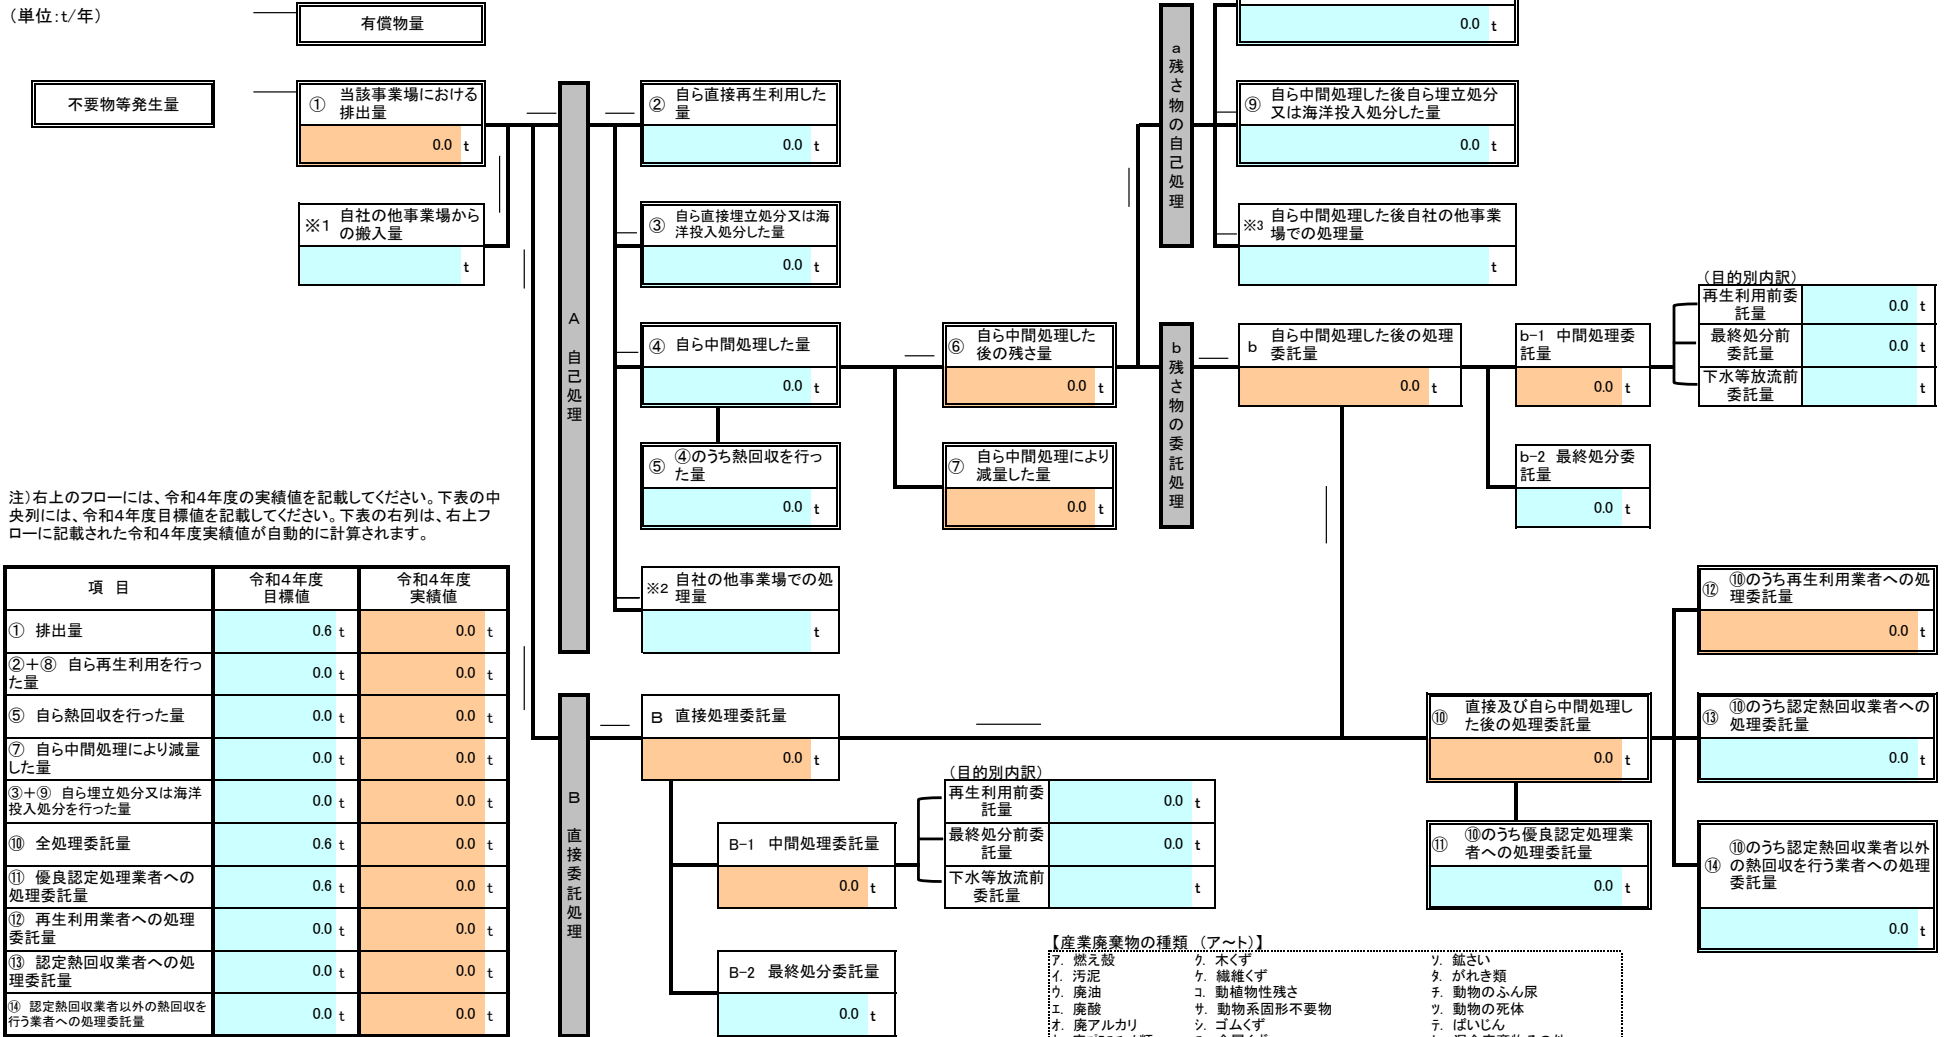 (単位:t/年)
有償物量
不要物等発生量
① 当該事業場における
排出量
0.0 t
※1 自社の他事業場から
の搬入量
t
A 自己処理
② 自ら直接再生利用した
量
0.0 t
③ 自ら直接埋立処分又は海
洋投入処分した量
0.0 t
④ 自ら中間処理した量
0.0 t
⑤ ④のうち熱回収を行っ
た量
0.0 t
※2 自社の他事業場での処
理量
t
⑥ 自ら中間処理した
後の残さ量
0.0 t
⑦ 自ら中間処理により
減量した量
0.0 t
a 残さ物の自己処理
0.0 t
⑨ 自ら中間処理した後自ら埋立処分
又は海洋投入処分した量
0.0 t
※3 自ら中間処理した後自社の他事業
場での処理量
t
b 残さ物の委託処理
b 自ら中間処理した後の処理
委託量
0.0 t
b-1 中間処理委
託量
0.0 t
b-2 最終処分委
託量
0.0 t
(目的別内訳)
再生利用前委
託量
0.0 t
最終処分前
委託量
0.0 t
下水等放流前
委託量
t
注)右上のフローには、令和4年度の実績値を記載してください。下表の中
央列には、令和4年度目標値を記載してください。下表の右列は、右上フ
ローに記載された令和4年度実績値が自動的に計算されます。
項 目
令和4年度
目標値
令和4年度
実績値
① 排出量 0.6 t 0.0 t
②+⑧ 自ら再生利用を行っ
た量 0.0 t 0.0 t
⑤ 自ら熱回収を行った量 0.0 t 0.0 t
⑦ 自ら中間処理により減量
した量 0.0 t 0.0 t
③+⑨ 自ら埋立処分又は海洋
投入処分を行った量 0.0 t 0.0 t
⑩ 全処理委託量 0.6 t 0.0 t
⑪ 優良認定処理業者への
処理委託量 0.6 t 0.0 t
⑫ 再生利用業者への処理
委託量 0.0 t 0.0 t
⑬ 認定熱回収業者への処
理委託量 0.0 t 0.0 t
⑭ 認定熱回収業者以外の熱回収を
行う業者への処理委託量 0.0 t 0.0 t
B 直接委託処理
B 直接処理委託量
0.0 t
B-1 中間処理委託量
0.0 t
B-2 最終処分委託量
0.0 t
(目的別内訳)
再生利用前委
託量
0.0 t
最終処分前委
託量
0.0 t
下水等放流前
委託量
t
⑩ 直接及び自ら中間処理し
た後の処理委託量
0.0 t
⑪ ⑩のうち優良認定処理業
者への処理委託量
0.0 t
⑫ ⑩のうち再生利用業者への処
理委託量
0.0 t
⑬ ⑩のうち認定熱回収業者への
処理委託量
0.0 t
⑭ ⑩のうち認定熱回収業者以外
の熱回収を行う業者への処理
委託量
0.0 t
【産業廃棄物の種類 (ア~ト)】
ア. 燃え殻 ク. 木くず ソ. 鉱さい
イ. 汚泥 ケ. 繊維くず タ. がれき類
ウ. 廃油 コ. 動植物性残さ チ. 動物のふん尿
エ. 廃酸 サ. 動物系固形不要物 ツ. 動物の死体
オ. 廃アルカリ シ. ゴムくず テ. ばいじん